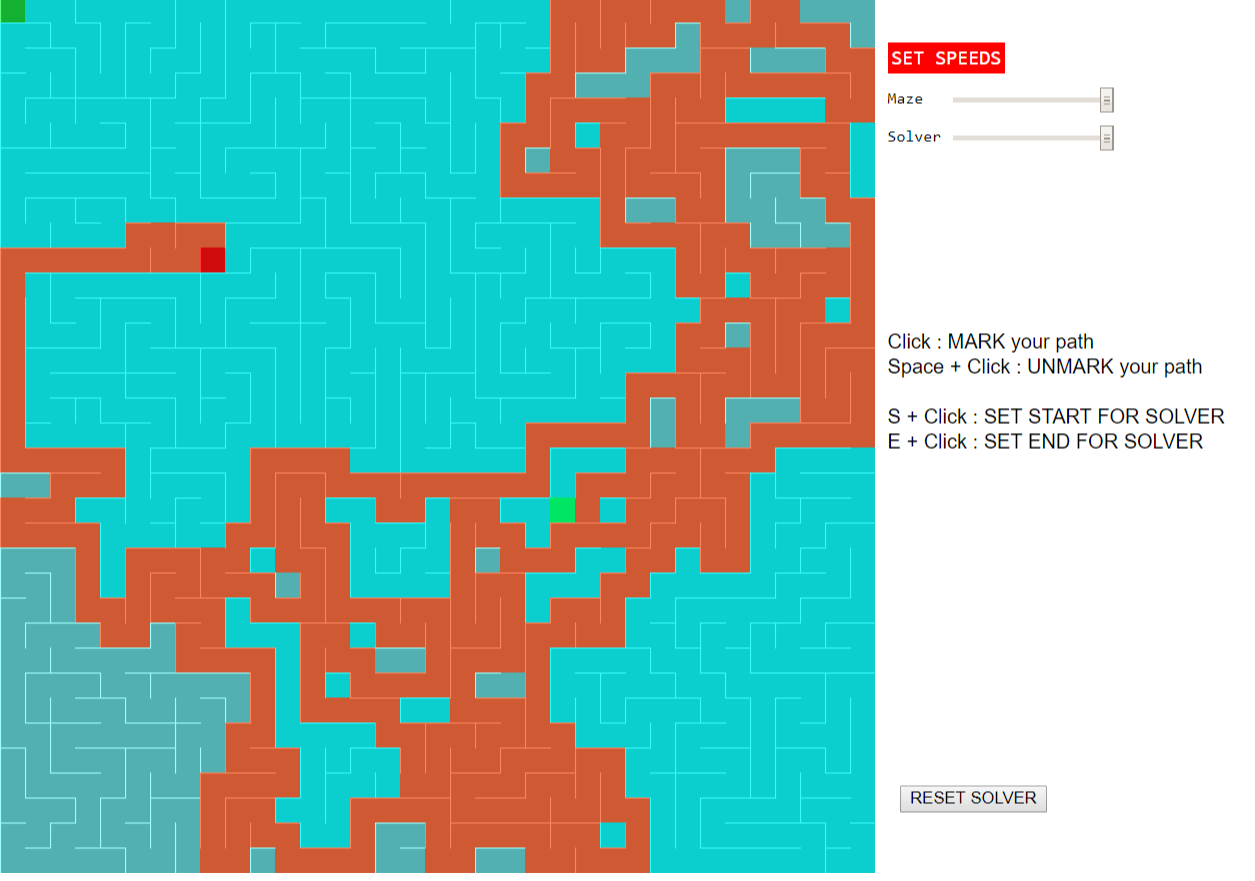 SET SPEEDS
Maze
Solver
Click : MARK your path
Space + Click : UNMARK your path
S + Click : SET START FOR SOLVER
E + Click : SET END FOR SOLVER
RESET SOLVER